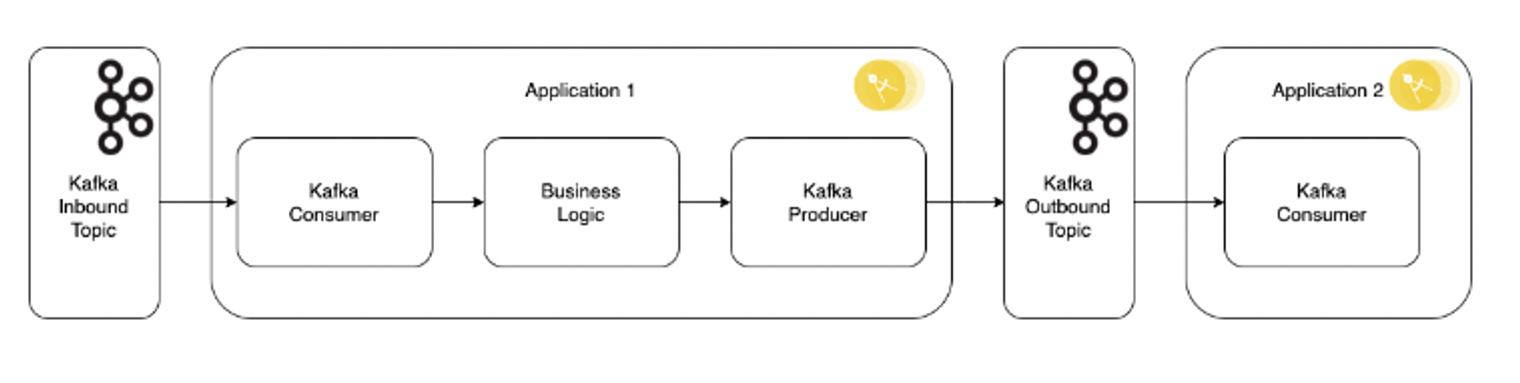 Kafka
Inbound
Topic
Application 1
Kafka
Consumer
Business
Logic
Kafka
Producer
Kafka
Outbound
Topic
Application 2
Kafka
Consumer